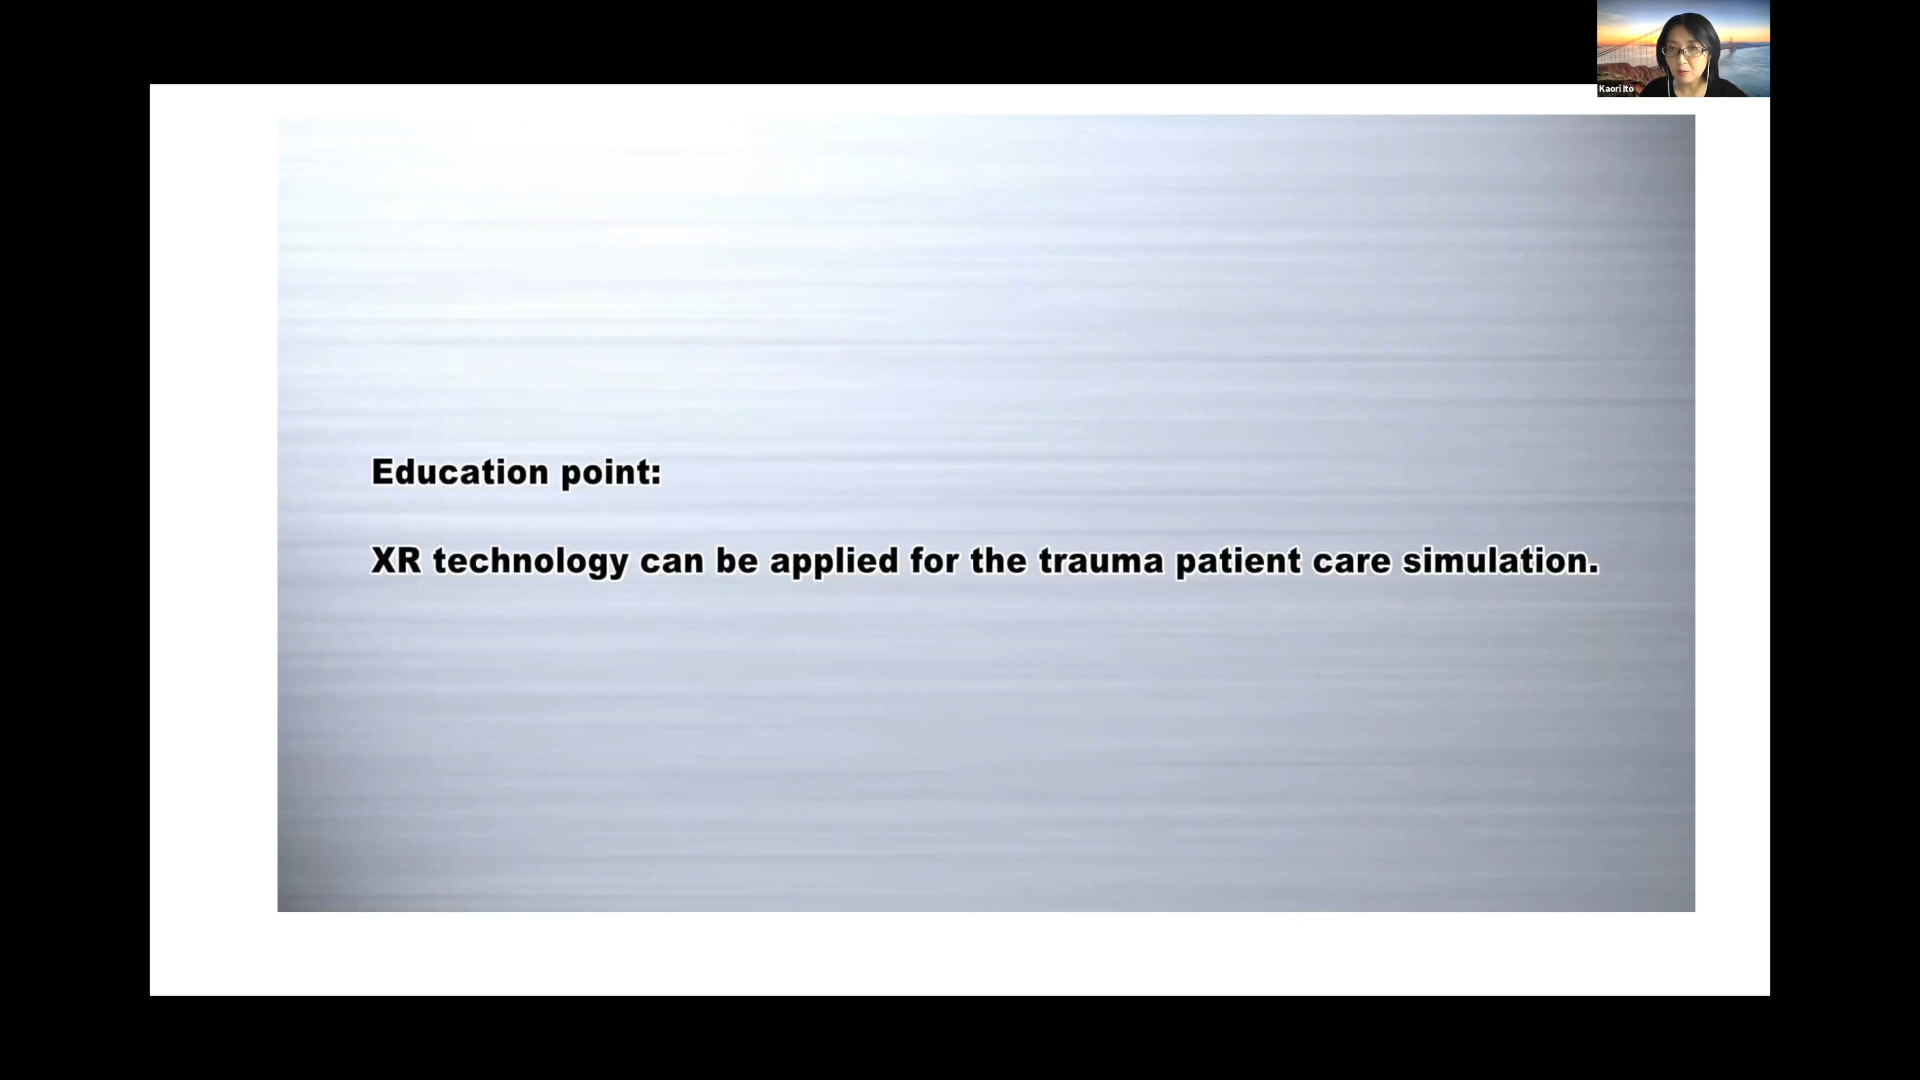 Kaori Ito
Education point:
XR technology can be applied for the trauma patient care simulation.